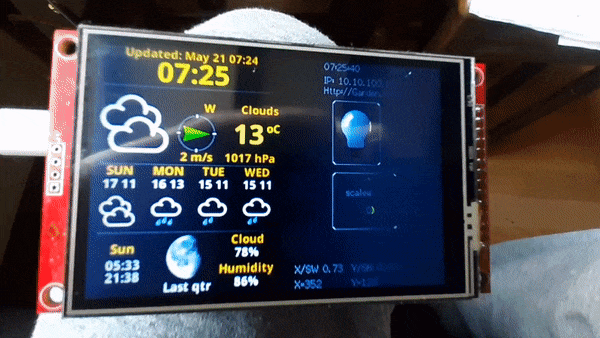 Updated: May 21 07:24
07:25
W
Clouds
13 ºC
2 m/s
1017 hPa
SUN MON TUE WED
17 11 16 13 15 11 15 11
Sun
05:33
21:38
Last qtr
Cloud
78%
Humidity
86%
07:25:40
IP: 10.10.100
Http://Garden
scales
X/SW 0.73
X=352